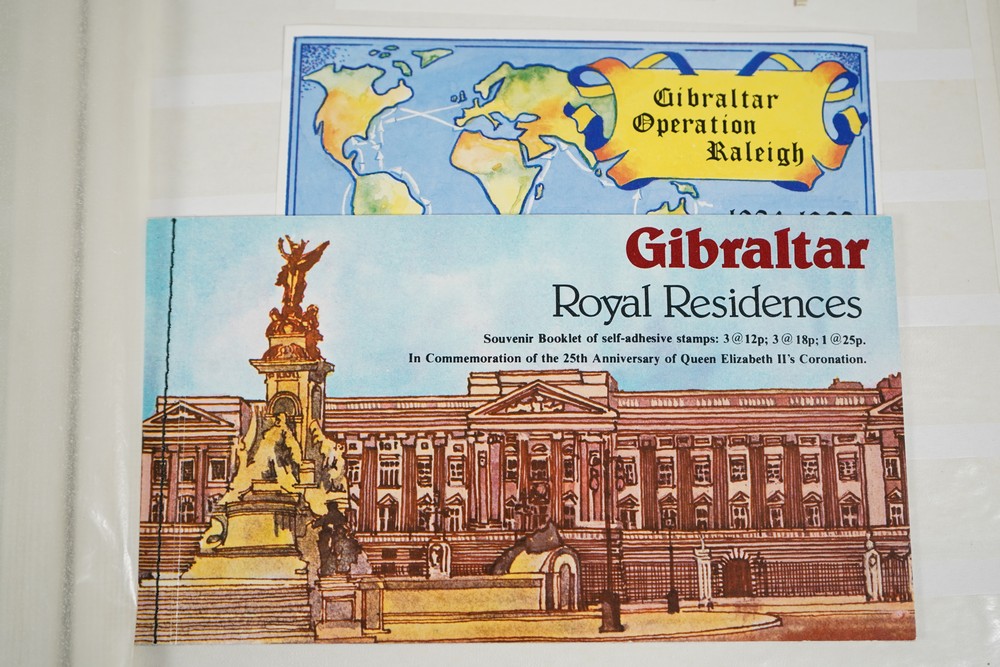 Gibraltar
Operation
Raleigh
Gibraltar
Royal Residences
Souvenir Booklet of self-adhesive stamps: 3@12p; 3@18p; 1@25p.
In Commemoration of the 25th Anniversary of Queen Elizabeth II's Coronation.